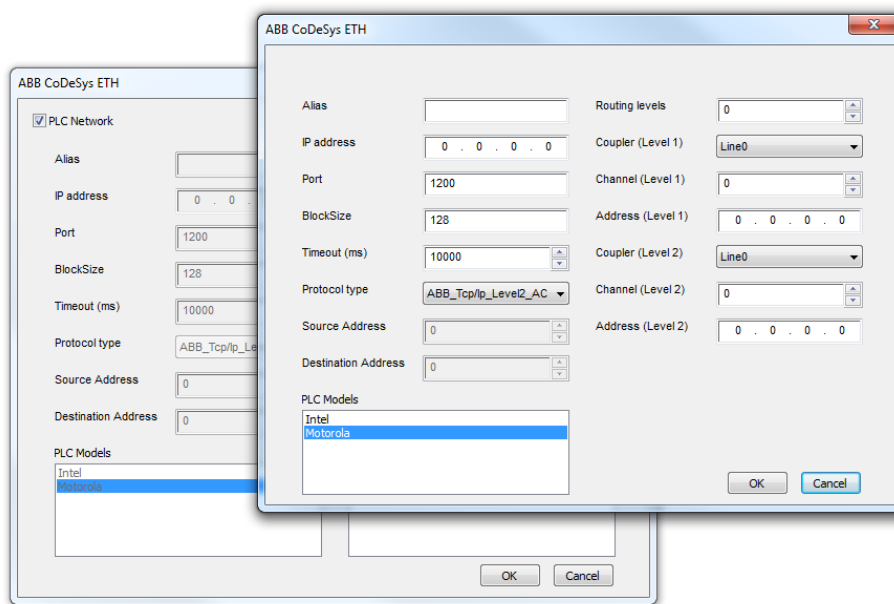 ABB CoDeSys ETH
Alias
Routing levels
0
IP address
0 . 0 . 0 . 0
Coupler (Level 1)
Line0
Port
1200
Channel (Level 1)
0
BlockSize
128
Address (Level 1)
0 . 0 . 0 . 0
Timeout (ms)
10000
Coupler (Level 2)
Line0
Protocol type
ABB_Tcp/Ip_Level2_AC
Channel (Level 2)
0
Source Address
0
Address (Level 2)
0 . 0 . 0 . 0
Destination Address
0
PLC Models
Intel
Motorola
OK
Cancel
ABB CoDeSys ETH
PLC Network
Alias
IP address
0 . 0 .
Port
1200
BlockSize
128
Timeout (ms)
10000
Protocol type
ABB_Tcp/Ip_Le
Source Address
0
Destination Address
0
PLC Models
Intel
Motorola
OK
Cancel